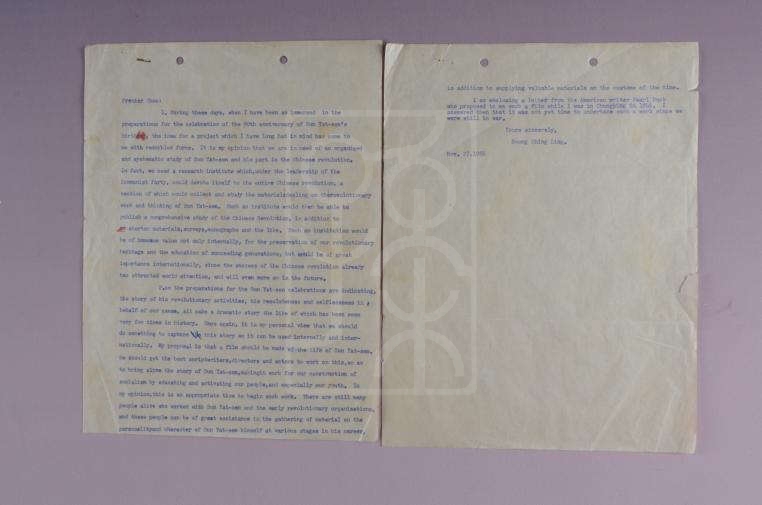 Premier Chou:
I, during these days, when I have been so immersed in the
preparations for the celebration of the 90th anniversary of Sun Yat-sen's
birthday, the idea for a project which I have long had in mind has come to
me with redoubled force. It is my opinion that we are in need of an organized
and systematic study of Sun Yat-sen and his part in the Chinese revolution.
In fact, we need a research institute which,under the leadership of the
Communist Party, would devote itself to the entire Chinese revolution, a
section of which would collect and study the materials dealing on the revolutionary
work and thinking of Sun Yat-sen. Such an institute would then be able to
publish a comprehensive study of the Chinese Revolution, in addition to
shorter materials,surveys,monographs and the like. Such an institution would
be of immense value not only internally, for the preservation of our revolutionary
heritage and the education of succeeding generations, but would be of great
importance internationally, since the success of the Chinese revolution already
has attracted world attention, and will even more so in the future.
as the preparations for the Sun Yat-sen celebrations are indicating,
the story of his revolutionary activities, his resoluteness and selflessness in
behalf of our cause, all make a dramatic story the like of which has been seen
very few times in history. Once again, it is my personal view that we should
do something to capture this story so it can be used internally and inter-
nationally. My proposal is that a film should be made of the life of Sun Yat-sen.
We should get the best scriptwriters,directors and actors to work on this,so as
to bring alive the story of Sun Yat-sen,making it work for our construction of
socialism by educating and activating our people,and especially our youth. In
my opinion,this is an appropriate time to begin such work. There are still many
people alive who worked with Sun Yat-sen and the early revolutionary organizations,
and these people can be of great assistance in the gathering of material on the
personality and character of Sun Yat-sen himself at various stages in his career,
in addition to supplying valuable materials on the customs of the time.
I am enclosing a letter from the American writer Pearl Buck
who proposed to me such a film while I was in Chungking in 1944. I
answered then that it was not yet time to undertake such a work since we
were still in war.
Yours sincerely,
Soong Ching Ling.
Nov. 27,1956